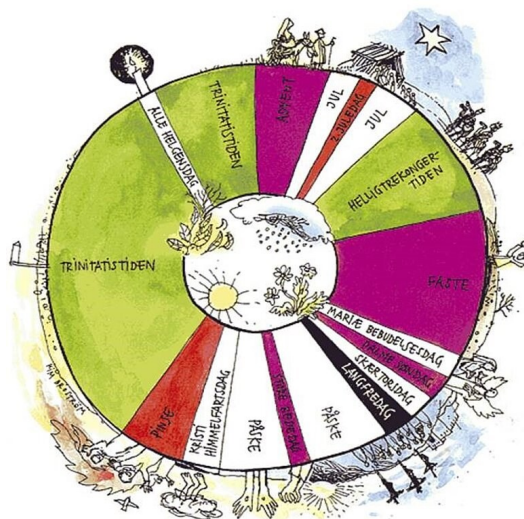 TRINITATISTIDEN
ADVENT
JUL
2. JULEDAG
JUL
HELLIGTREKONGER-
TIDEN
FASTE
MARIÆ BEBUDELSESDAG
SKÆRTORSDAG
LANGFREDAG
PÅSKE
STORE BEDEDAG
PÅSKE
KRISTI
HIMMELFARTSDAG
PINSE
TRINITATISTIDEN
ALLE HELGENSDAG